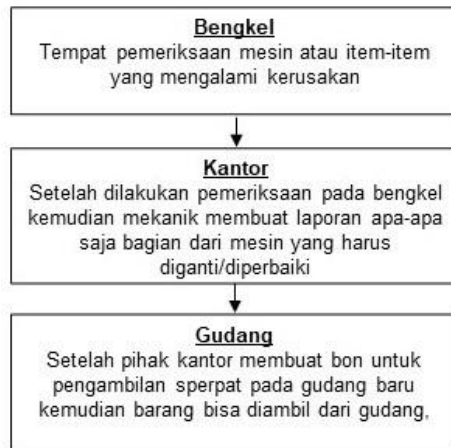 Bengkel
Tempat pemeriksaan mesin atau item-item
yang mengalami kerusakan
Kantor
Setelah dilakukan pemeriksaan pada bengkel
kemudian mekanik membuat laporan apa-apa
saja bagian dari mesin yang harus
diganti/diperbaiki
Gudang
Setelah pihak kantor membuat bon untuk
pengambilan sperpat pada gudang baru
kemudian barang bisa diambil dari gudang,